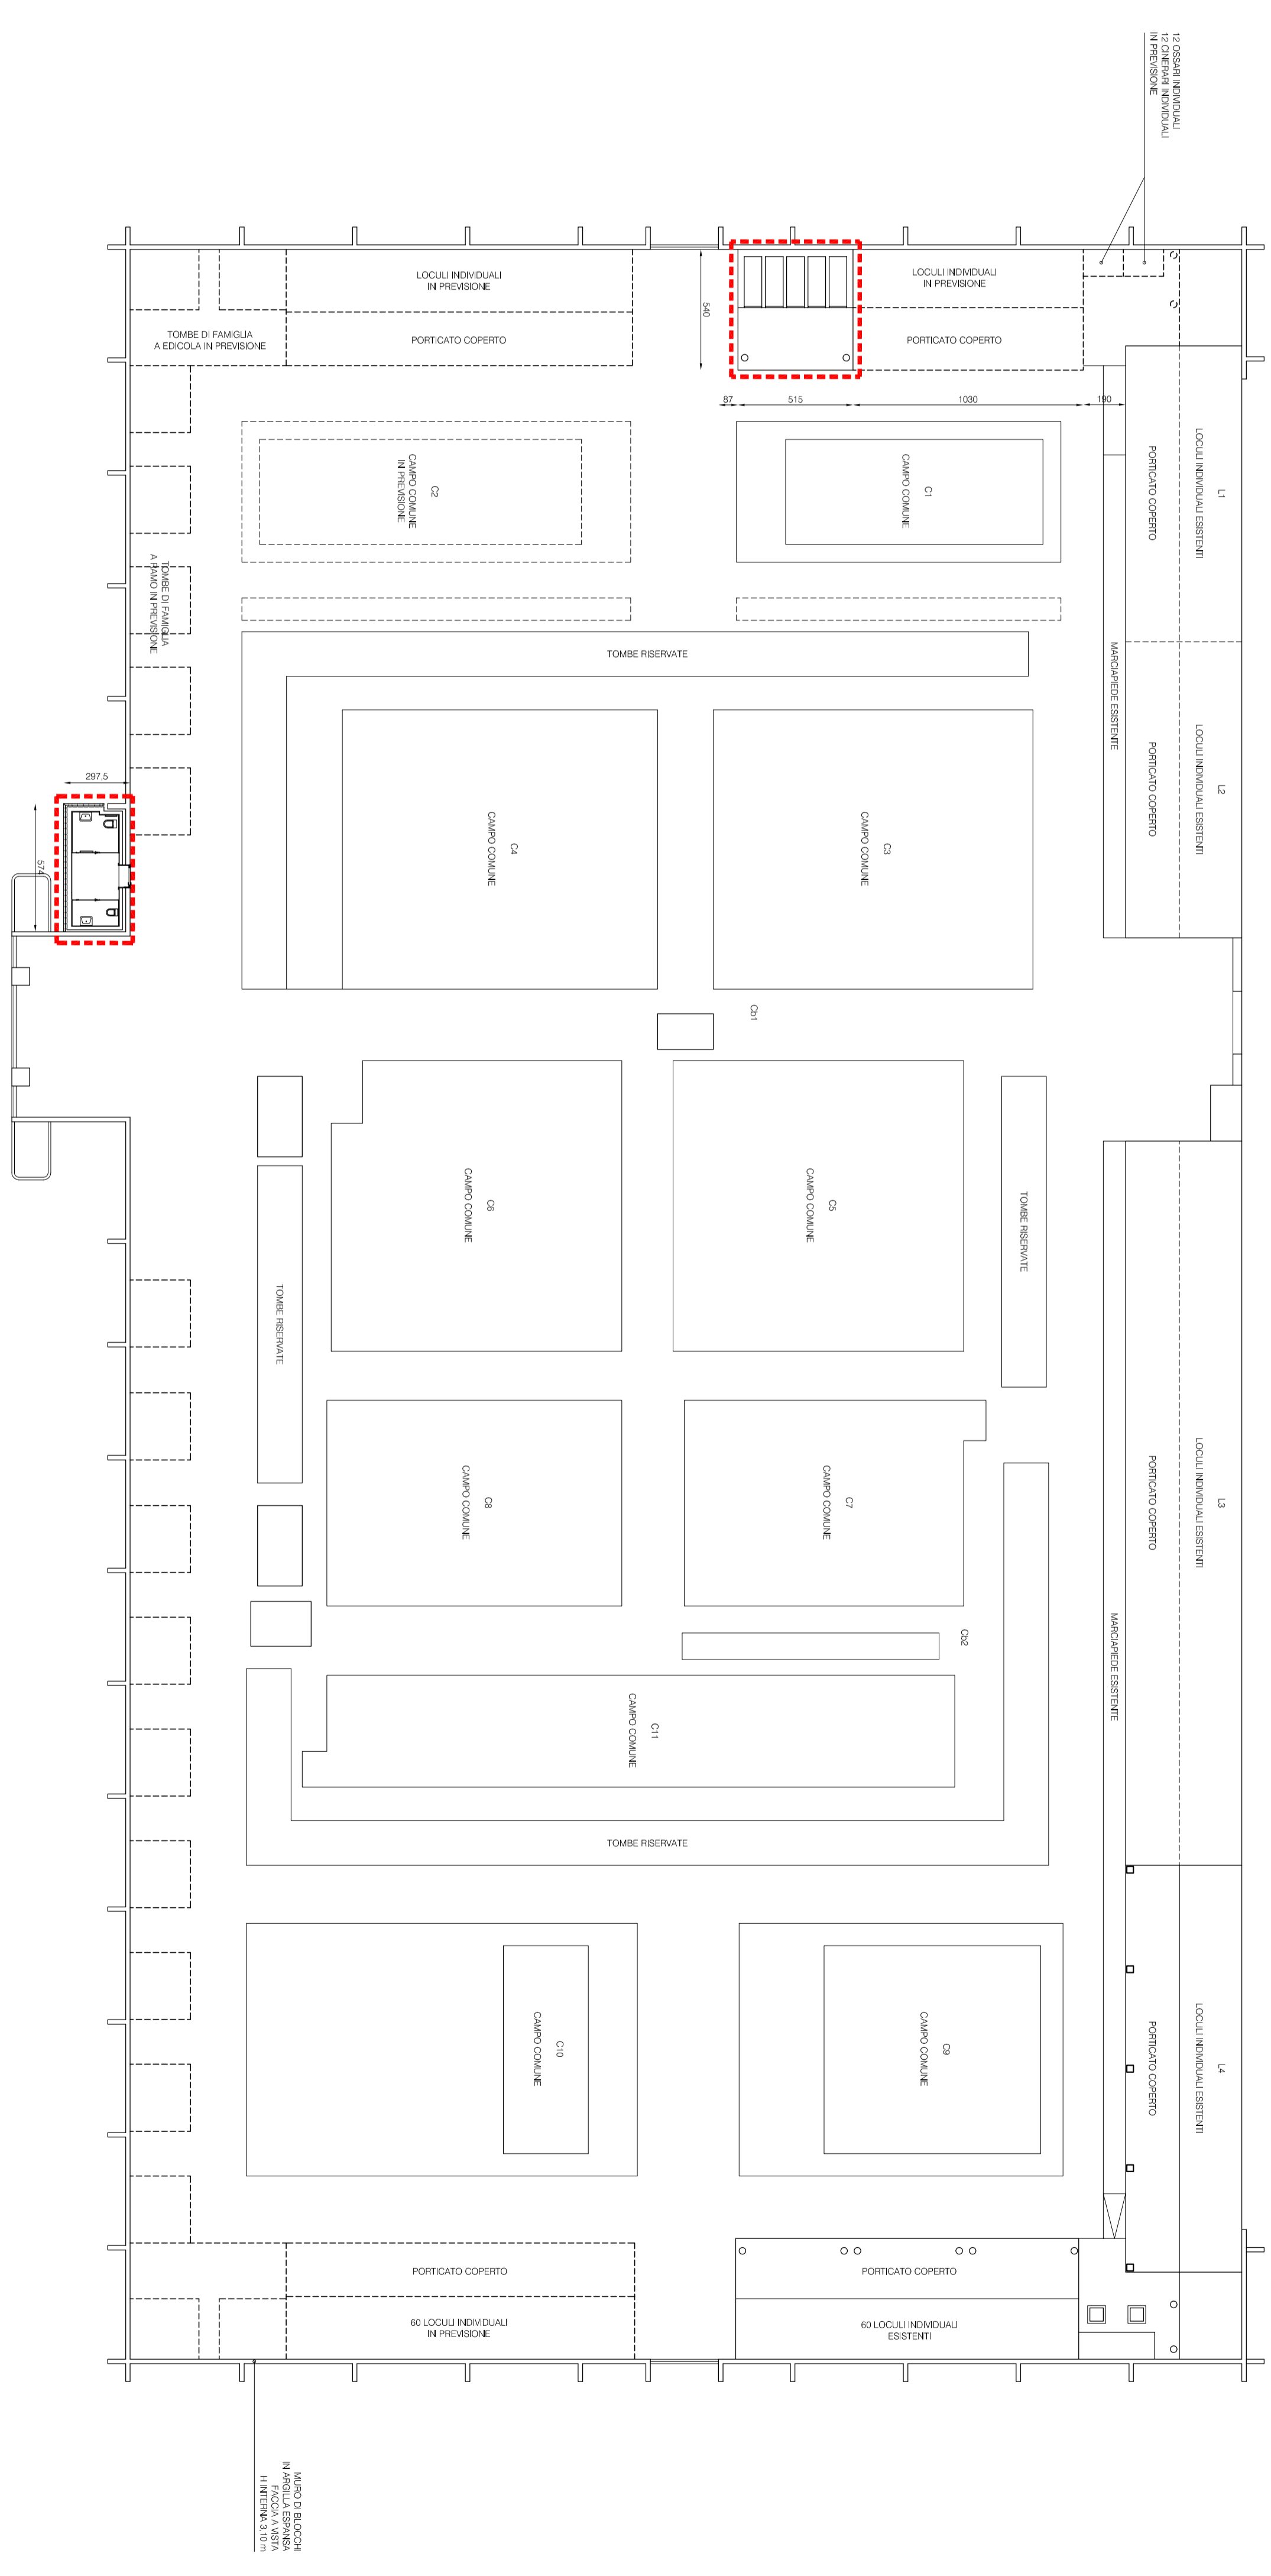 12 OSSARI INDIVIDUALI
12 CINERARI INDIVIDUALI
IN PREVISIONE
LOCULI INDIVIDUALI
IN PREVISIONE
PORTICATO COPERTO
TOMBE DI FAMIGLIA
A EDICOLA IN PREVISIONE
540
LOCULI INDIVIDUALI
IN PREVISIONE
PORTICATO COPERTO
87
515
1030
190
C2
CAMPO COMUNE
IN PREVISIONE
C1
CAMPO COMUNE
L1
LOCULI INDIVIDUALI ESISTENTI
PORTICATO COPERTO
TOMBE DI FAMIGLIA
A RAMO IN PREVISIONE
TOMBE RISERVATE
MARCIAPIEDE ESISTENTE
L2
LOCULI INDIVIDUALI ESISTENTI
PORTICATO COPERTO
297,5
574
C4
CAMPO COMUNE
C3
CAMPO COMUNE
Cb1
C6
CAMPO COMUNE
C5
CAMPO COMUNE
TOMBE RISERVATE
TOMBE RISERVATE
L3
LOCULI INDIVIDUALI ESISTENTI
PORTICATO COPERTO
C8
CAMPO COMUNE
C7
CAMPO COMUNE
Cb2
MARCIAPIEDE ESISTENTE
C11
CAMPO COMUNE
TOMBE RISERVATE
C10
CAMPO COMUNE
C9
CAMPO COMUNE
L4
LOCULI INDIVIDUALI ESISTENTI
PORTICATO COPERTO
PORTICATO COPERTO
60 LOCULI INDIVIDUALI
IN PREVISIONE
PORTICATO COPERTO
60 LOCULI INDIVIDUALI
ESISTENTI
MURO DI BLOCCHI
IN ARGILLA ESPANSA
FACCIA A VISTA
H INTERNA 3,10 m